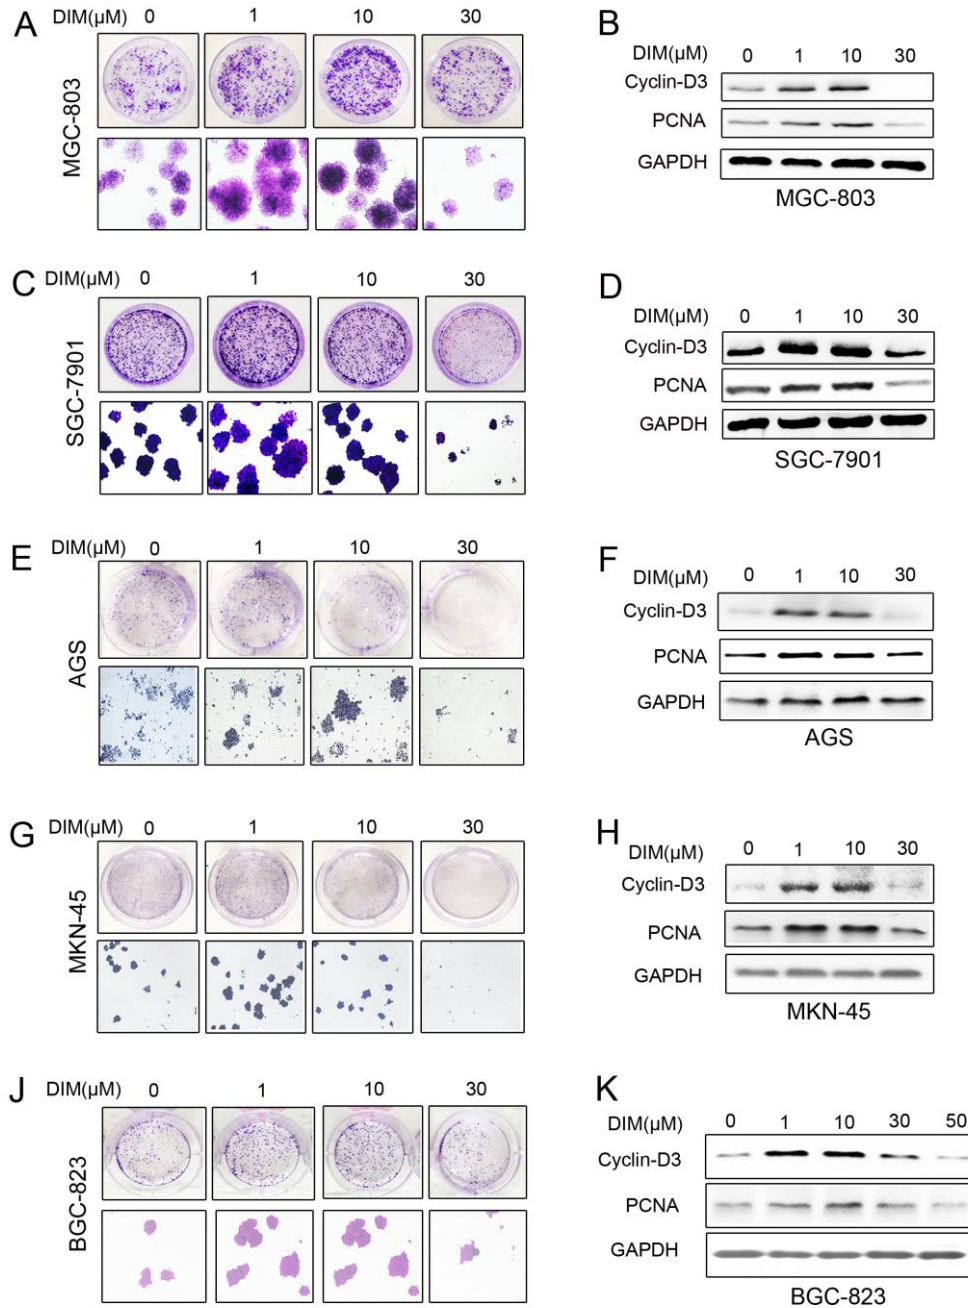 A
DIM(μM) 0 1 10 30
MGC-803
B
DIM(μM) 0 1 10 30
Cyclin-D3
PCNA
GAPDH
MGC-803
C
DIM(μM) 0 1 10 30
SGC-7901
D
DIM(μM) 0 1 10 30
Cyclin-D3
PCNA
GAPDH
SGC-7901
E
DIM(μM) 0 1 10 30
AGS
F
DIM(μM) 0 1 10 30
Cyclin-D3
PCNA
GAPDH
AGS
G
DIM(μM) 0 1 10 30
MKN-45
H
DIM(μM) 0 1 10 30
Cyclin-D3
PCNA
GAPDH
MKN-45
J
DIM(μM) 0 1 10 30
BGC-823
K
DIM(μM) 0 1 10 30 50
Cyclin-D3
PCNA
GAPDH
BGC-823